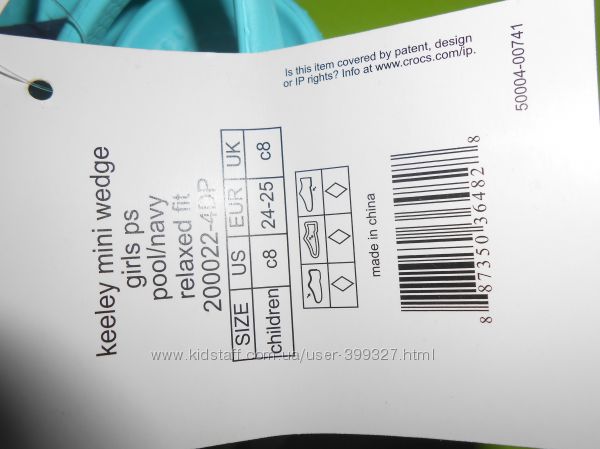 keeley mini wedge
girls ps
pool/navy
relaxed fit
200022-4DP
SIZE US EUR UK
children c8 24-25 c8
made in china
8 87350 36482 8
Is this item covered by patent, design
or IP rights? Info at www.crocs.com/ip.
50004-00741
www.kidstaff.com.ua/user-399327.html